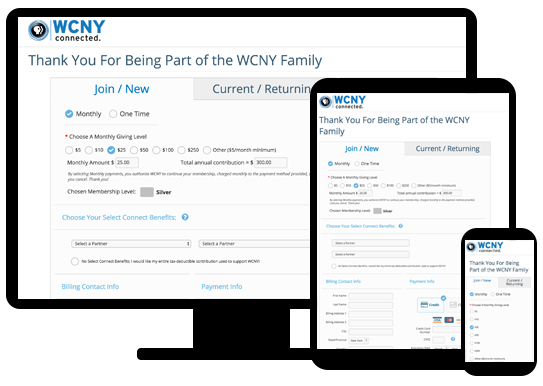 WCNY
connected.
Thank You For Being Part of the WCNY Family
Join / New
Current / Returning
Monthly
One Time
* Choose A Monthly Giving Level
$5 $10 $25 $50 $100 $250 Other ($5/month minimum)
Monthly Amount $ 25.00 Total annual contribution = $ 300.00
By selecting Monthly payments, you authorize WCNY to continue your membership, charged monthly to the payment method provided,
you cancel. Thank you!
Chosen Membership Level: Silver
Choose Your Select Connect Benefits: ?
Select a Partner Select a Partner
No Select Connect Benefits: I would like my entire tax deductible contribution used to support WCNY!
Billing Contact Info Payment Info
WCNY
connected.
Thank You For Being Part of the WCNY
Family
Join / New
Current / Returning
Monthly One Time
* Choose A Monthly Giving Level
$5 $10 $25 $50 $100 $250 Other ($5/month minimum)
Monthly Amount $ 25.00 Total annual contribution = $ 300.00
Chosen Membership Level: Silver
Choose Your Select Connect Benefits: ?
Select a Partner
Select a Partner
Billing Contact Info Payment Info
First Name
Last Name
Billing Address 1
Billing Address 2
City
State/Province New York
Credit
VISA
Credit Card
Number
WCNY
connected.
Thank You For Being
Part of the WCNY Family
Join / New
Current /
Returning
Monthly One Time
* Choose A Monthly Giving Level
$5
$10
$25
$50
$100
$250
Other ($5/month minimum)